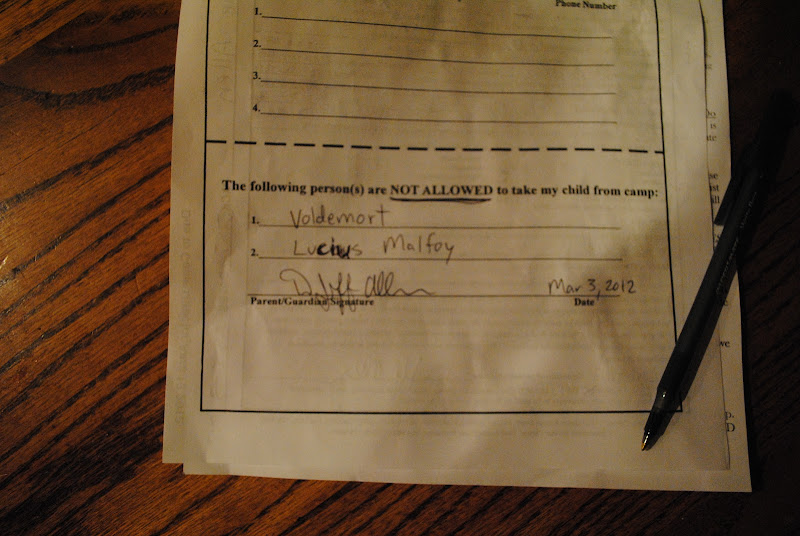 Phone Number
1.
2.
3.
4.
The following person(s) are NOT ALLOWED to take my child from camp:
1. Voldemort
2. Lucius Malfoy
Mar 3, 2012
Parent/Guardian Signature Date